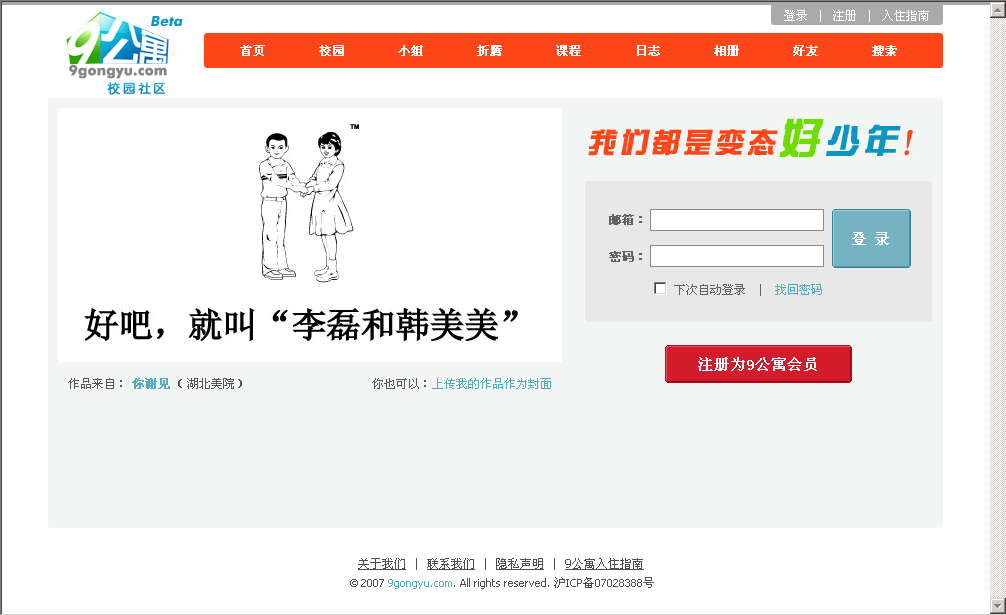 登录 | 注册 | 入住指南
Beta
9公寓
9gongyu.com
校园社区
首页 校园 小组 折腾 课程 日志 相册 好友 搜索
TM
好吧，就叫“李磊和韩美美”
作品来自： 你谢见 （ 湖北美院 ）
你也可以：上传我的作品作为封面
我们都是变态好少年！
邮箱：
密码：
登 录
下次自动登录 | 找回密码
注册为9公寓会员
关于我们 | 联系我们 | 隐私声明 | 9公寓入住指南
© 2007 9gongyu.com. All rights reserved. 沪ICP备07028388号